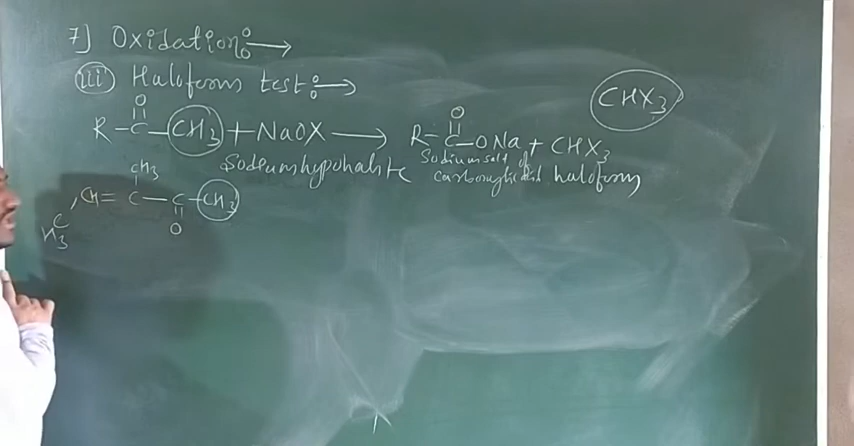 7] Oxidation:→
(iii) Haloform test:→
CHX3
O O
R–C–CH3 + NaOX → R–C–ONa + CHX3
Sodium hypohalite Sodium salt of carboxylic acid haloform
CH3
H3C, CH=C–C–CH3
O